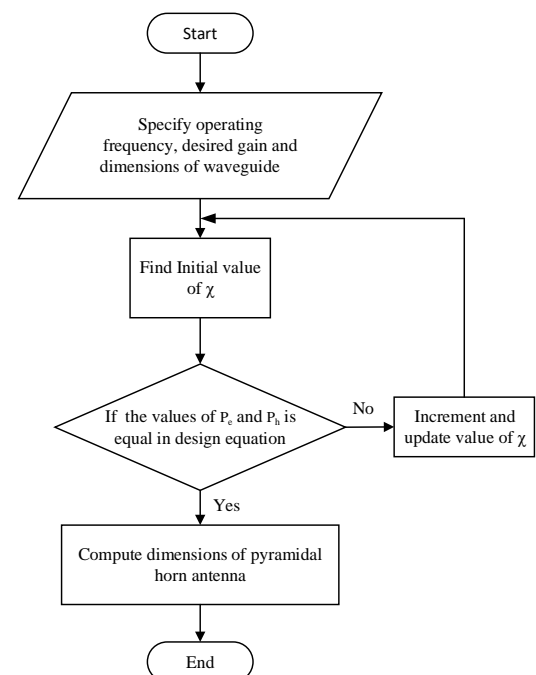 Start
Specify operating
frequency, desired gain and
dimensions of waveguide
Find Initial value
of χ
If the values of Pe and Ph is
equal in design equation
No
Increment and
update value of χ
Yes
Compute dimensions of pyramidal
horn antenna
End